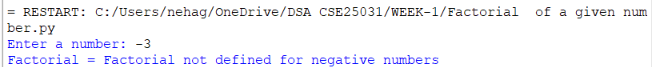 = RESTART: C:/Users/nehag/OneDrive/DSA CSE25031/WEEK-1/Factorial  of a given num
ber.py
Enter a number: -3
Factorial = Factorial not defined for negative numbers